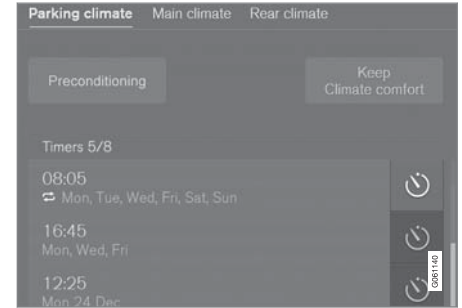 Parking climate Main climate Rear climate
Preconditioning
Keep
Climate comfort
Timers 5/8
08:05
Mon, Tue, Wed, Fri, Sat, Sun
16:45
Mon, Wed, Fri
12:25
Mon 24 Dec
G061140